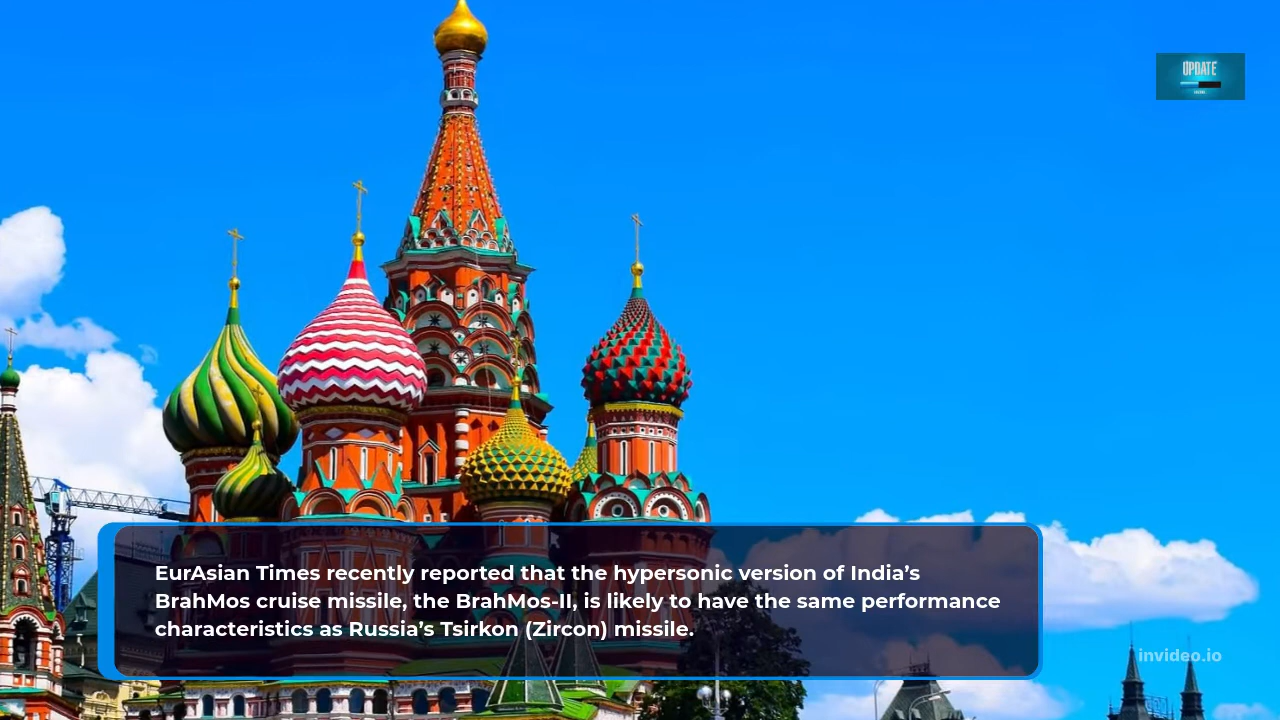 UPDATE
EurAsian Times recently reported that the hypersonic version of India’s
BrahMos cruise missile, the BrahMos-II, is likely to have the same performance
characteristics as Russia’s Tsirkon (Zircon) missile.
invideo.io